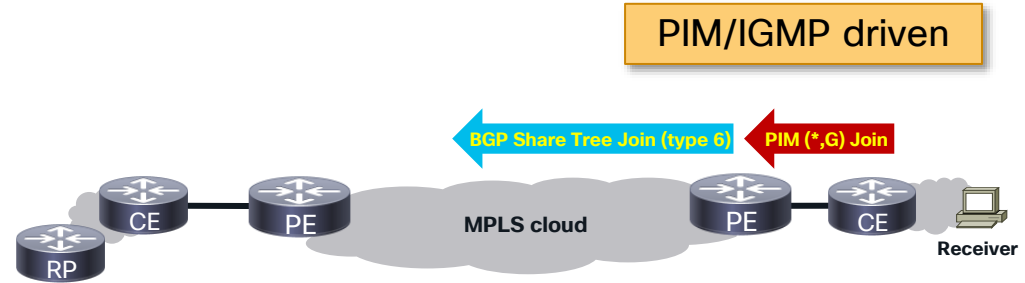 PIM/IGMP driven
BGP Share Tree Join (type 6)
PIM (*,G) Join
CE
PE
MPLS cloud
PE
CE
Receiver
RP